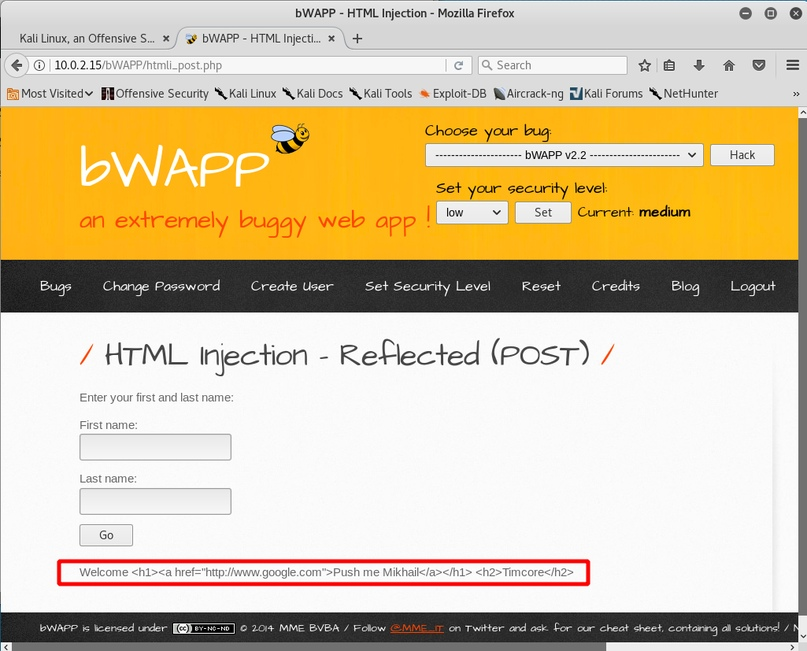 bWAPP - HTML Injection - Mozilla Firefox
Kali Linux, an Offensive S... × bWAPP - HTML Injecti... × +
10.0.2.15/bWAPP/htmli_post.php Search
Most Visited Offensive Security Kali Linux Kali Docs Kali Tools Exploit-DB Aircrack-ng Kali Forums NetHunter »
Choose your bug:
bWAPP
---------------------- bWAPP v2.2 ----------------------- Hack
Set your security level:
an extremely buggy web app !
low Set Current: medium
Bugs Change Password Create User Set Security Level Reset Credits Blog Logout
/ HTML Injection - Reflected (POST) /
Enter your first and last name:
First name:
Last name:
Go
Welcome <h1><a href="http://www.google.com">Push me Mikhail</a></h1> <h2>Timcore</h2>
bWAPP is licensed under CC BY-NC-ND © 2014 MME BVBA / Follow @MME_IT on Twitter and ask for our cheat sheet, containing all solutions! /